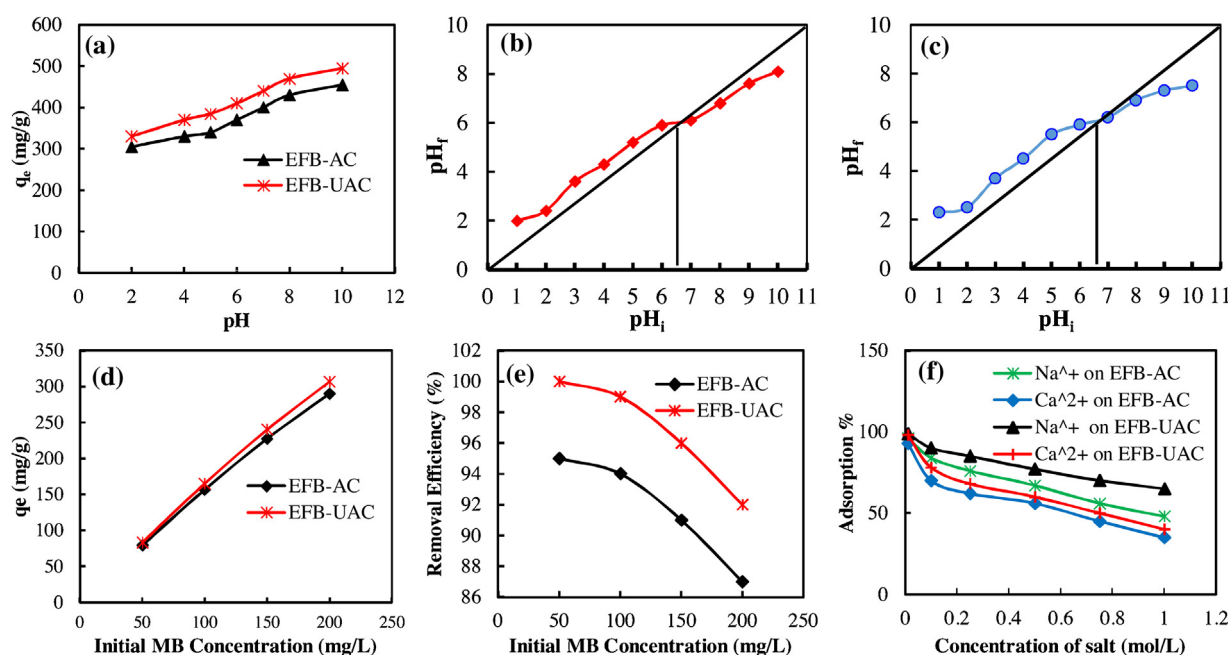 (a)
600
500
400
300
200
100
0
qe (mg/g)
EFB-AC
EFB-UAC
0 2 4 6 8 10 12
pH
(b)
10
8
6
4
2
0
pHf
0 1 2 3 4 5 6 7 8 9 10 11
pHi
(c)
10
8
6
4
2
0
pHf
0 1 2 3 4 5 6 7 8 9 10 11
pHi
(d)
350
300
250
200
150
100
50
0
qe (mg/g)
EFB-AC
EFB-UAC
0 50 100 150 200 250
Initial MB Concentration (mg/L)
(e)
102
100
98
96
94
92
90
88
86
Removal Efficiency (%)
EFB-AC
EFB-UAC
0 50 100 150 200 250
Initial MB Concentration (mg/L)
(f)
150
100
50
0
Adsorption %
Na^+ on EFB-AC
Ca^2+ on EFB-AC
Na^+ on EFB-UAC
Ca^2+ on EFB-UAC
0 0.2 0.4 0.6 0.8 1 1.2
Concentration of salt (mol/L)